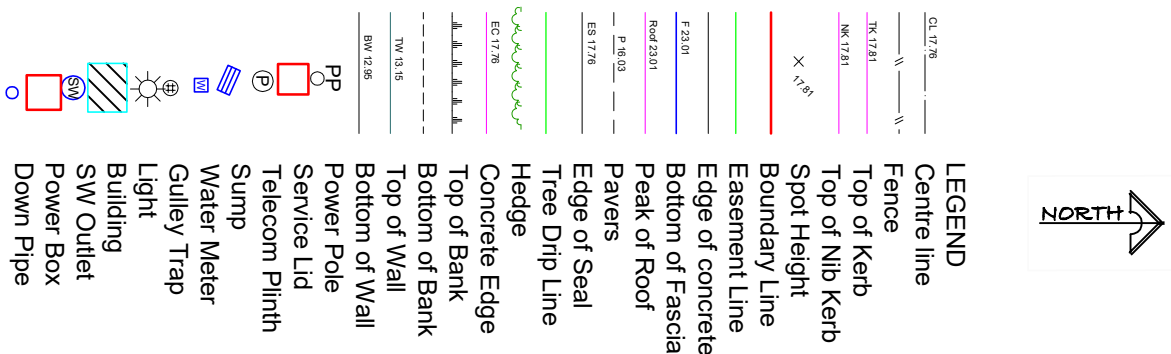 NORTH
LEGEND
CL 17.76 Centre line
Fence
TK 17.81 Top of Kerb
NK 17.81 Top of Nib Kerb
17.81 Spot Height
Boundary Line
Easement Line
Edge of concrete
F 23.01 Bottom of Fascia
Roof 23.01 Peak of Roof
P 16.03 Pavers
ES 17.76 Edge of Seal
Tree Drip Line
Hedge
EC 17.76 Concrete Edge
Top of Bank
Bottom of Bank
TW 13.15 Top of Wall
BW 12.95 Bottom of Wall
PP Power Pole
Service Lid
P Telecom Plinth
Sump
W Water Meter
# Gulley Trap
Light
Building
SW SW Outlet
Power Box
Down Pipe